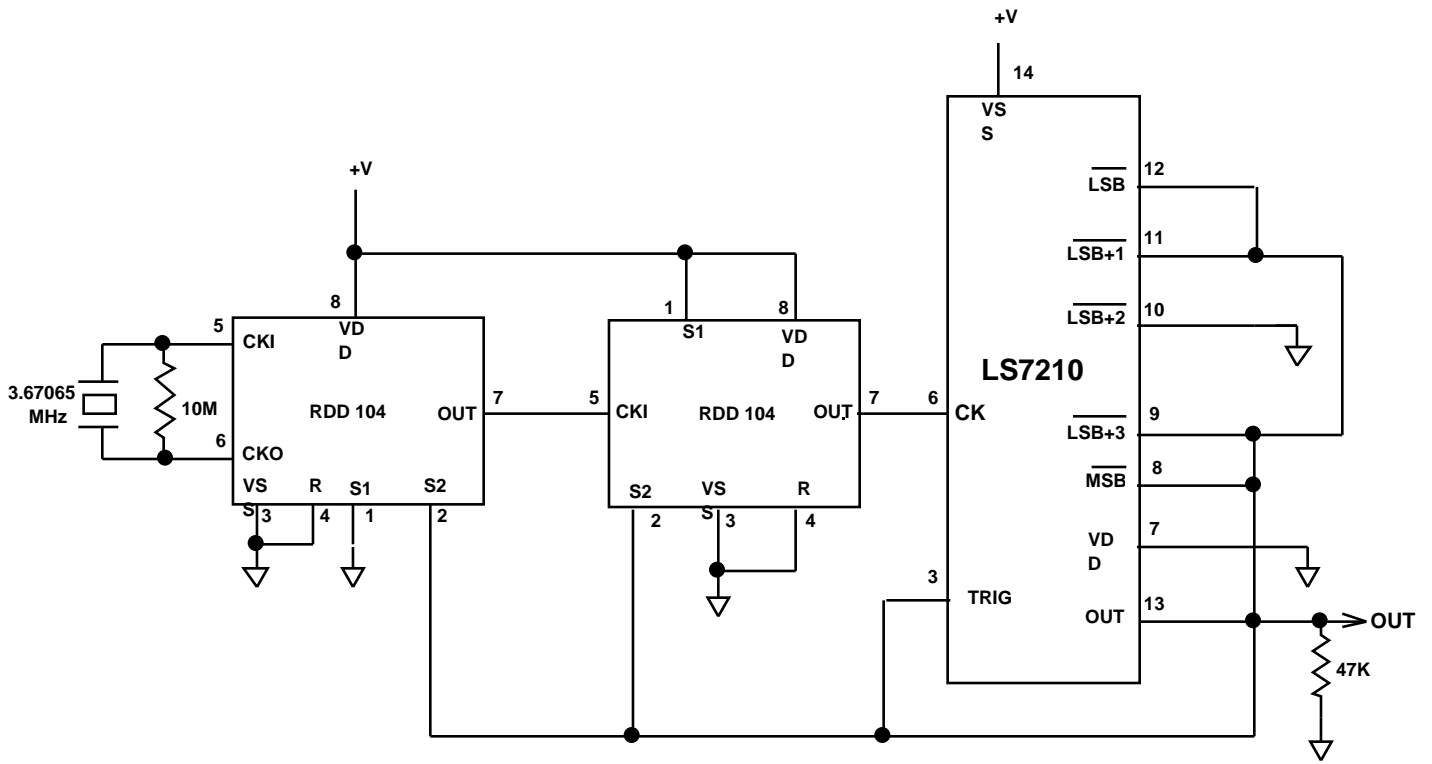 +V
14
VS
S
+V
LSB
12
LSB+1
11
LSB+2
10
LSB+3
9
MSB
8
VD
D
7
OUT
13
OUT
47K
LS7210
6
CK
3
TRIG
3.67065
MHz
10M
5
CKI
8
VD
D
RDD 104
OUT
7
6
CKO
VS
S
3
R
4
S1
1
S2
2
1
S1
8
VD
D
5
CKI
RDD 104
OUT
7
S2
2
VS
S
3
R
4